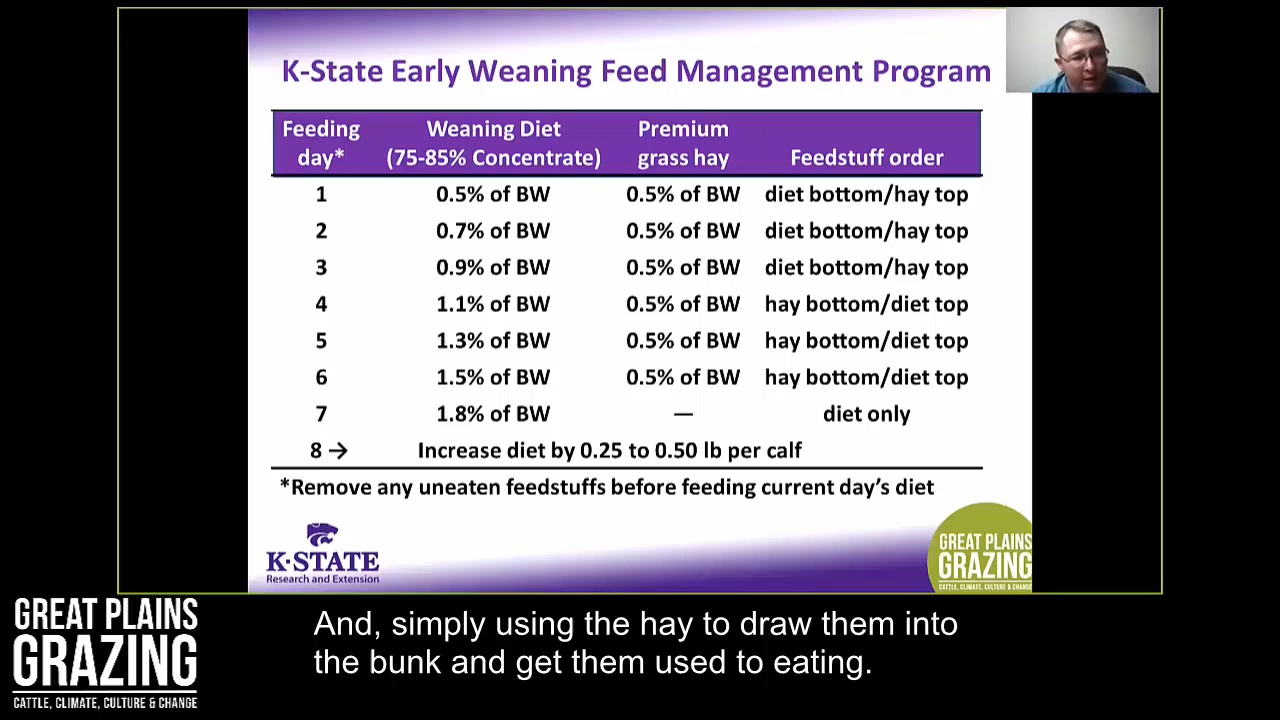 K-State Early Weaning Feed Management Program
Feeding day* Weaning Diet (75-85% Concentrate) Premium grass hay Feedstuff order
1 0.5% of BW 0.5% of BW diet bottom/hay top
2 0.7% of BW 0.5% of BW diet bottom/hay top
3 0.9% of BW 0.5% of BW diet bottom/hay top
4 1.1% of BW 0.5% of BW hay bottom/diet top
5 1.3% of BW 0.5% of BW hay bottom/diet top
6 1.5% of BW 0.5% of BW hay bottom/diet top
7 1.8% of BW — diet only
8 → Increase diet by 0.25 to 0.50 lb per calf
*Remove any uneaten feedstuffs before feeding current day's diet
K-STATE
Research and Extension
GREAT PLAINS
GRAZING
CATTLE, CLIMATE, CULTURE & CHANGE
GREAT PLAINS
GRAZING
CATTLE, CLIMATE, CULTURE & CHANGE
And, simply using the hay to draw them into
the bunk and get them used to eating.